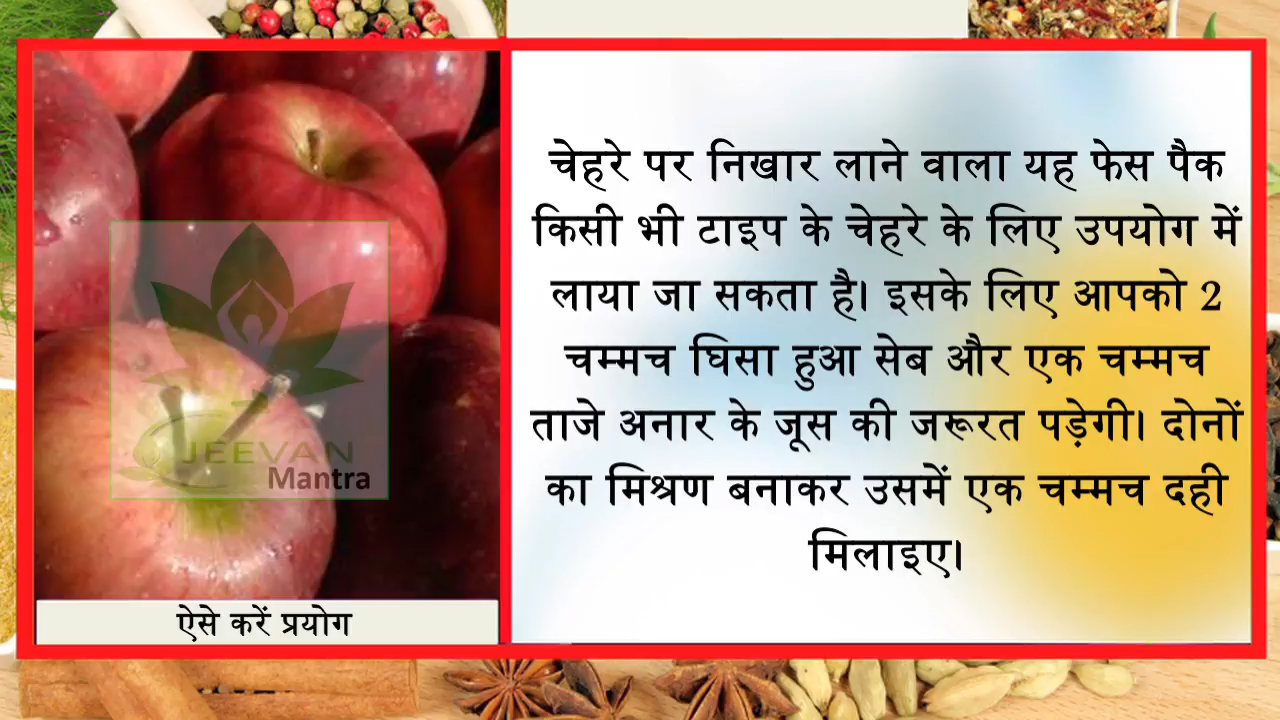 चेहरे पर निखार लाने वाला यह फेस पैक
किसी भी टाइप के चेहरे के लिए उपयोग में
लाया जा सकता है। इसके लिए आपको 2
चम्मच घिसा हुआ सेब और एक चम्मच
ताजे अनार के जूस की जरूरत पड़ेगी। दोनों
का मिश्रण बनाकर उसमें एक चम्मच दही
मिलाइए।
JEEVAN
Mantra
ऐसे करें प्रयोग